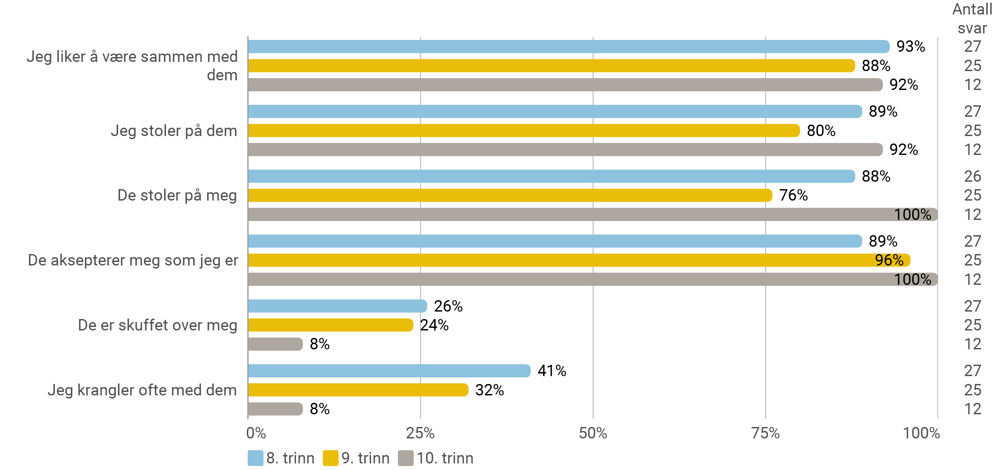 Antall
svar
Jeg liker å være sammen med
dem
93% 27
88% 25
92% 12
Jeg stoler på dem
89% 27
80% 25
92% 12
De stoler på meg
88% 26
76% 25
100% 12
De aksepterer meg som jeg er
89% 27
96% 25
100% 12
De er skuffet over meg
26% 27
24% 25
8% 12
Jeg krangler ofte med dem
41% 27
32% 25
8% 12
0% 25% 50% 75% 100%
8. trinn 9. trinn 10. trinn